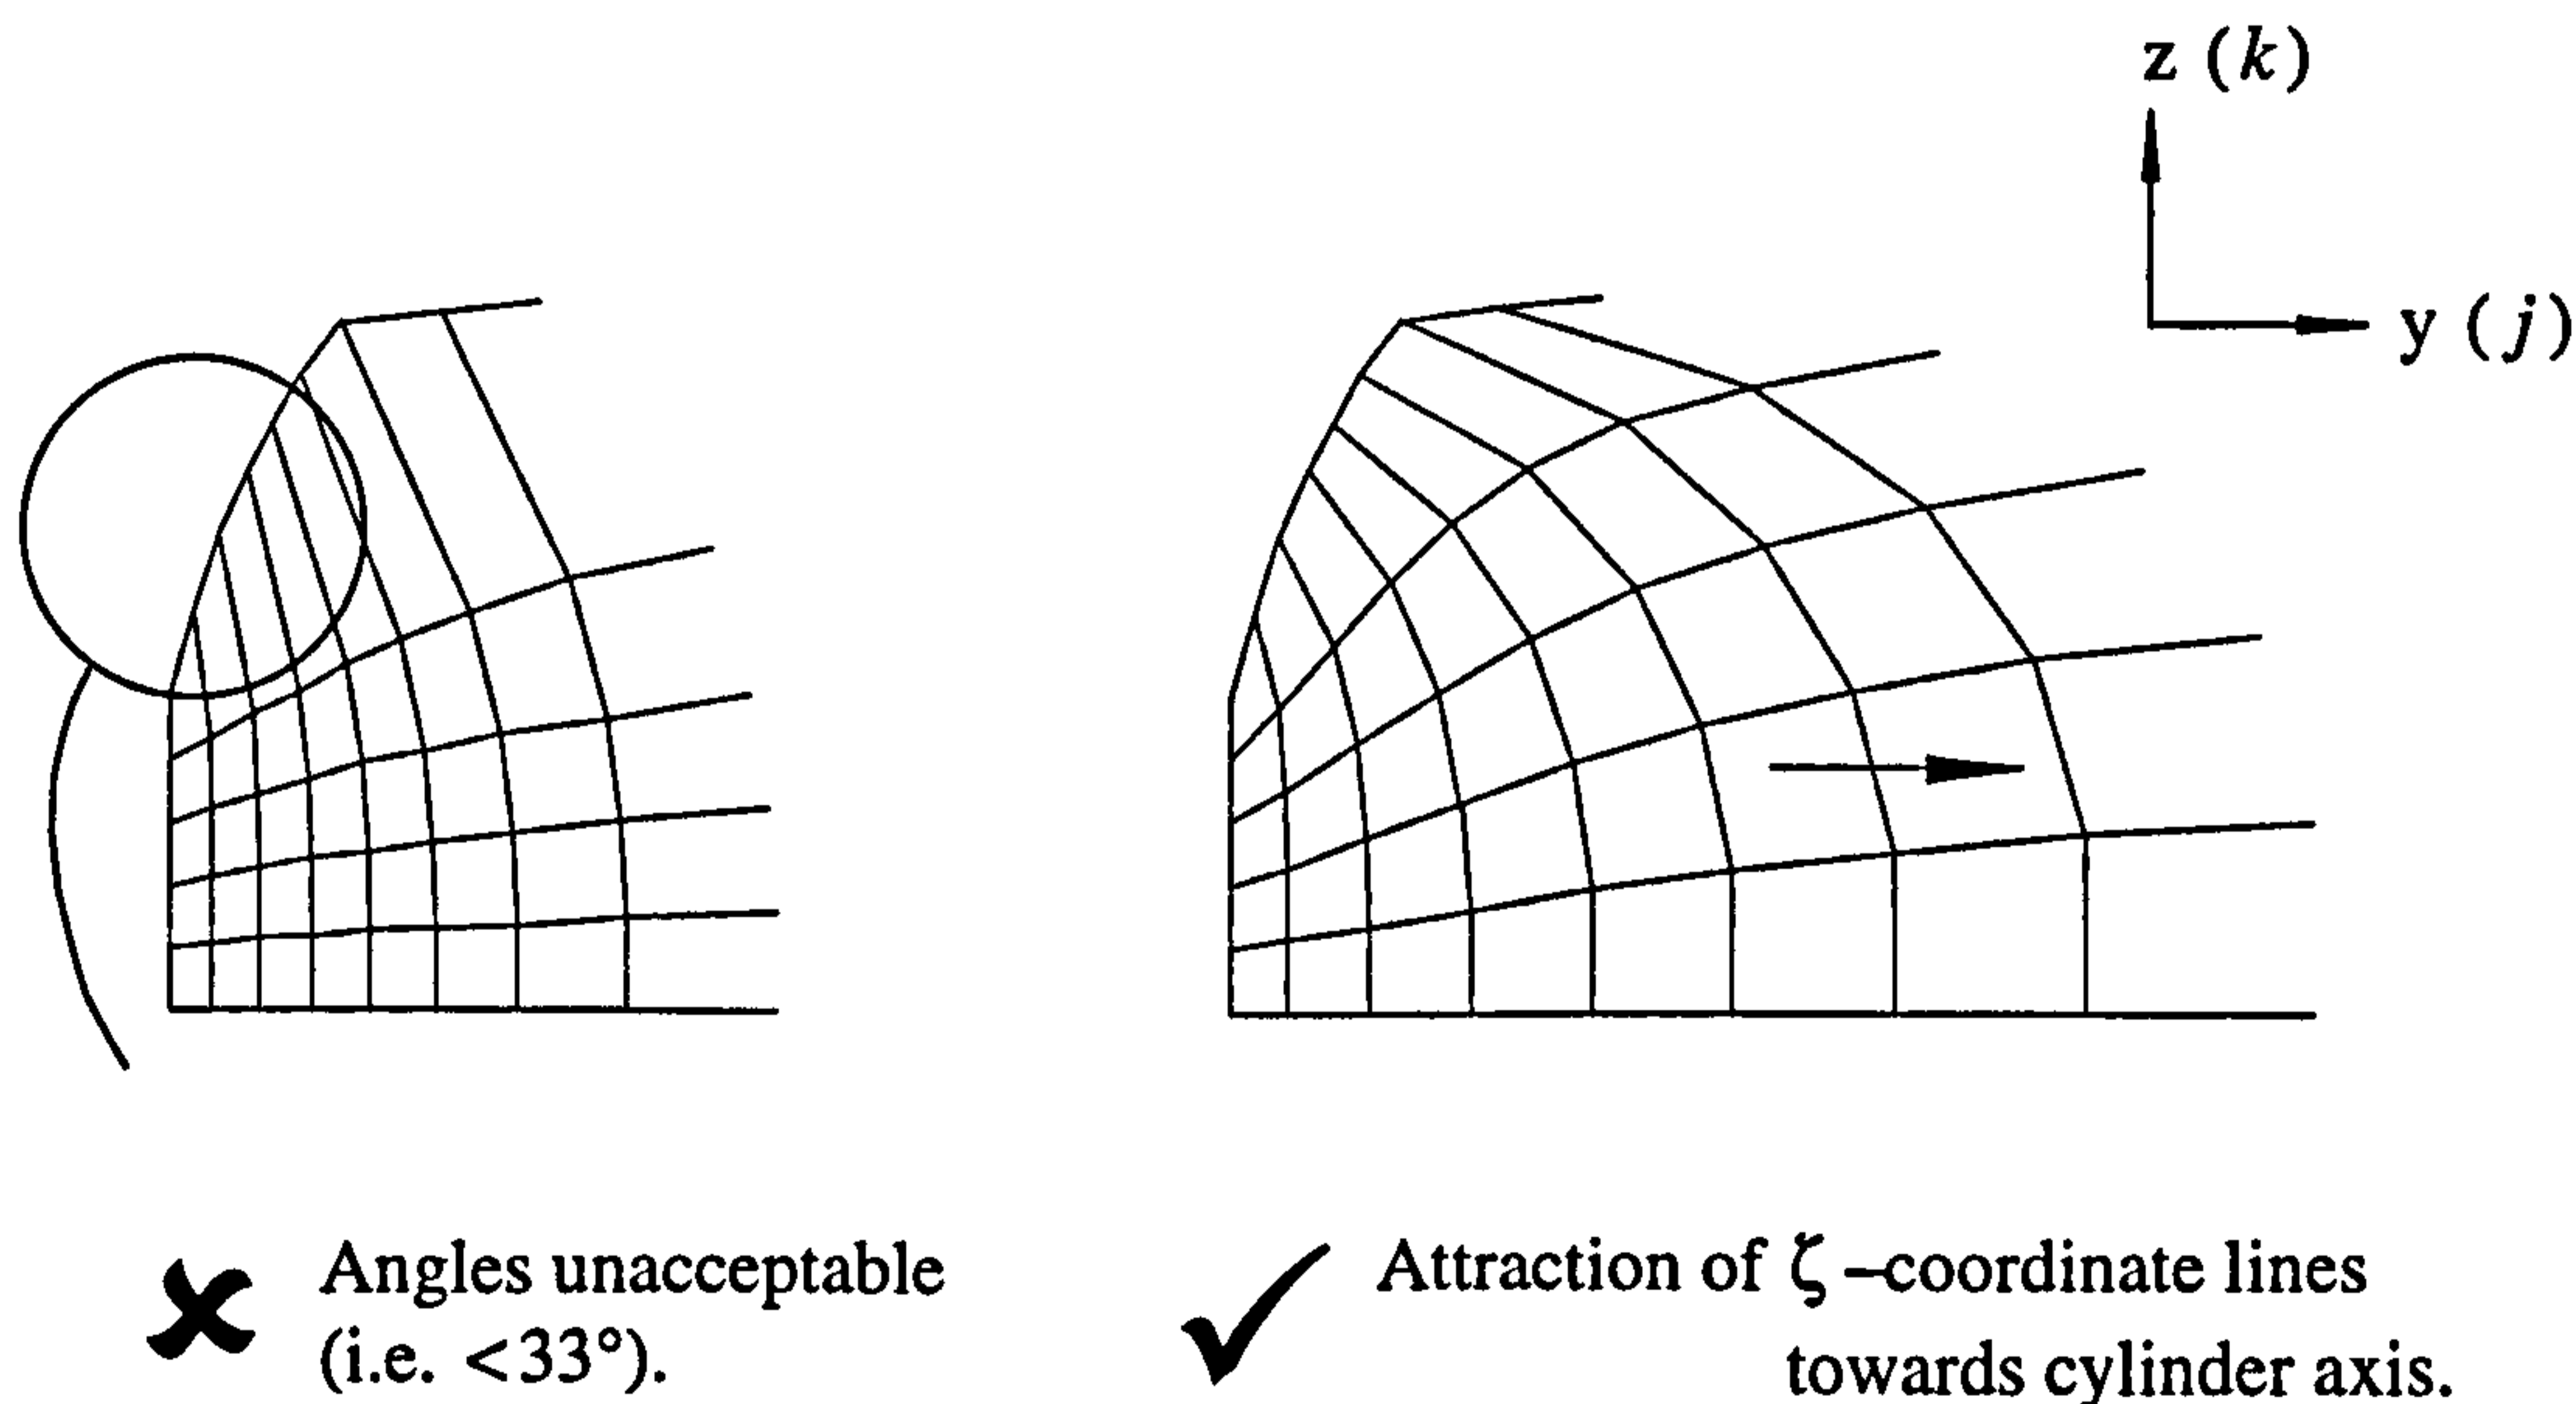 z (k)
y (j)
Angles unacceptable
(i.e. <33°).
Attraction of ζ –coordinate lines
towards cylinder axis.